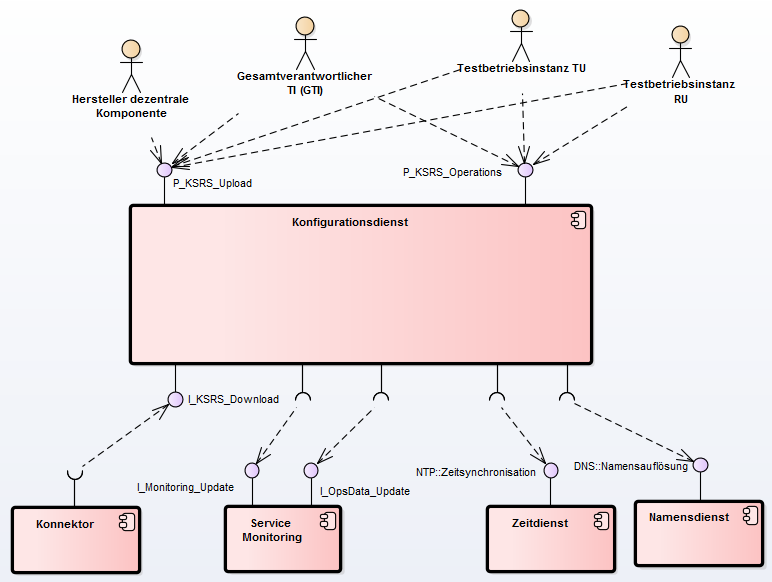 Hersteller dezentrale
Komponente
Gesamtverantwortlicher
TI (GTI)
Testbetriebsinstanz TU
Testbetriebsinstanz
RU
P_KSRS_Upload
P_KSRS_Operations
Konfigurationsdienst
I_KSRS_Download
I_Monitoring_Update
I_OpsData_Update
NTP::Zeitsynchronisation
DNS::Namensauflösung
Konnektor
Service
Monitoring
Zeitdienst
Namensdienst